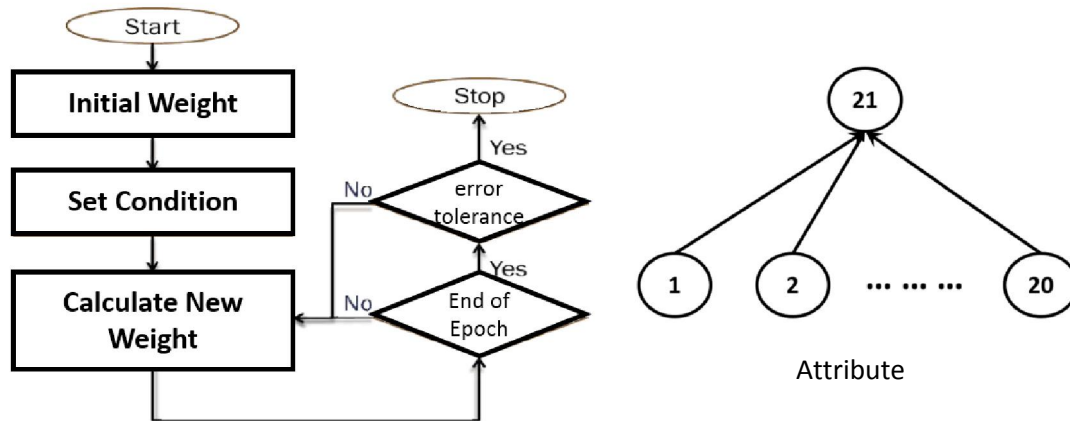 Start
Initial Weight
Set Condition
Calculate New
Weight
Stop
Yes
No
error
tolerance
Yes
No
End of
Epoch
21
1
2
... ... ...
20
Attribute